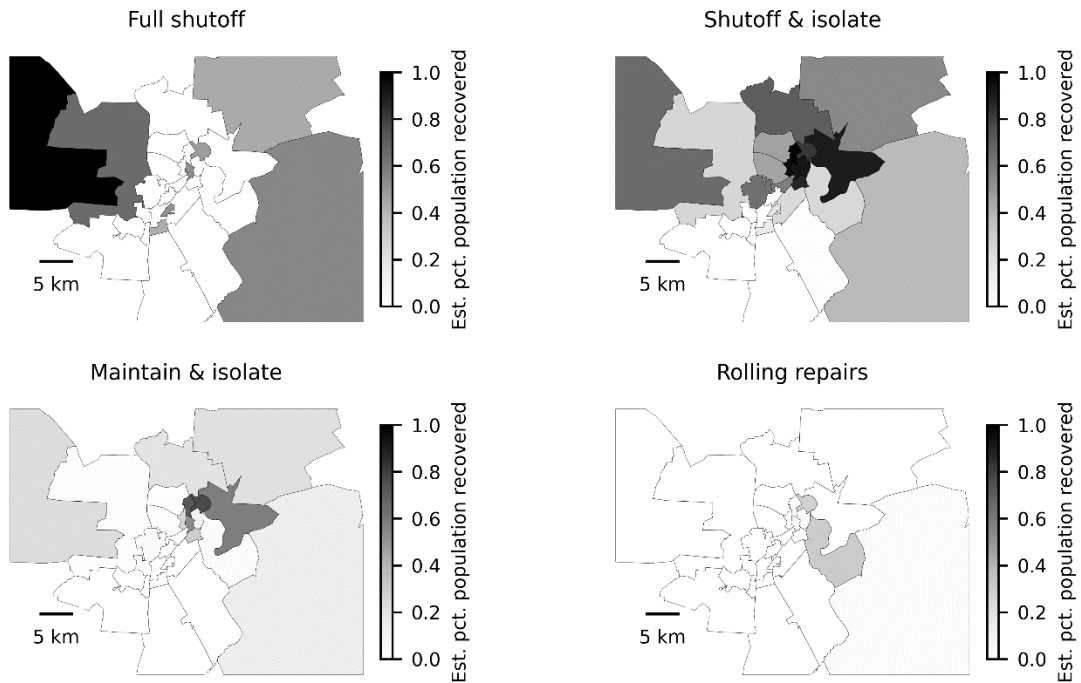 Full shutoff
1.0
0.8
0.6
0.4
0.2
0.0
Est. pct. population recovered
5 km
Shutoff & isolate
1.0
0.8
0.6
0.4
0.2
0.0
Est. pct. population recovered
5 km
Maintain & isolate
1.0
0.8
0.6
0.4
0.2
0.0
Est. pct. population recovered
5 km
Rolling repairs
1.0
0.8
0.6
0.4
0.2
0.0
Est. pct. population recovered
5 km